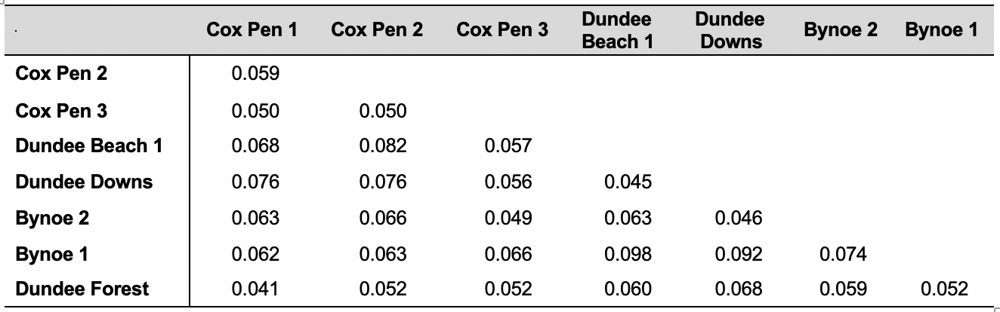 . Cox Pen 1 Cox Pen 2 Cox Pen 3 Dundee Beach 1 Dundee Downs Bynoe 2 Bynoe 1
Cox Pen 2 0.059
Cox Pen 3 0.050 0.050
Dundee Beach 1 0.068 0.082 0.057
Dundee Downs 0.076 0.076 0.056 0.045
Bynoe 2 0.063 0.066 0.049 0.063 0.046
Bynoe 1 0.062 0.063 0.066 0.098 0.092 0.074
Dundee Forest 0.041 0.052 0.052 0.060 0.068 0.059 0.052